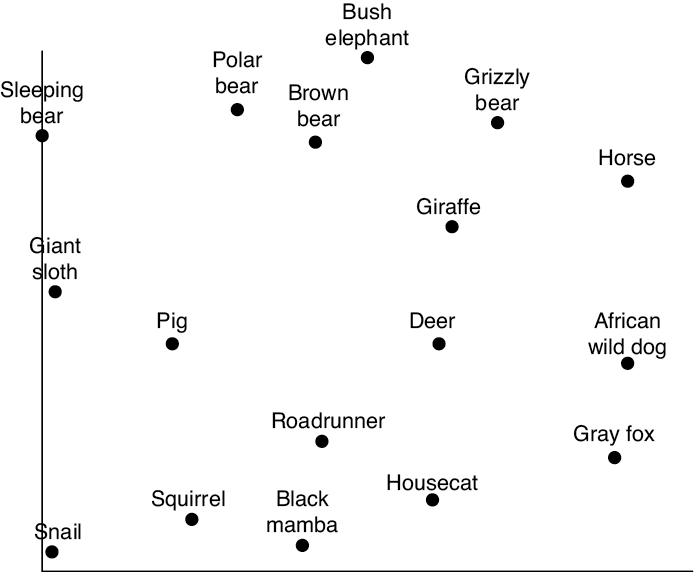 Bush
elephant
Polar
bear
Grizzly
bear
Sleeping
bear
Brown
bear
Horse
Giraffe
Giant
sloth
Pig
Deer
African
wild dog
Roadrunner
Gray fox
Housecat
Squirrel
Black
mamba
Snail